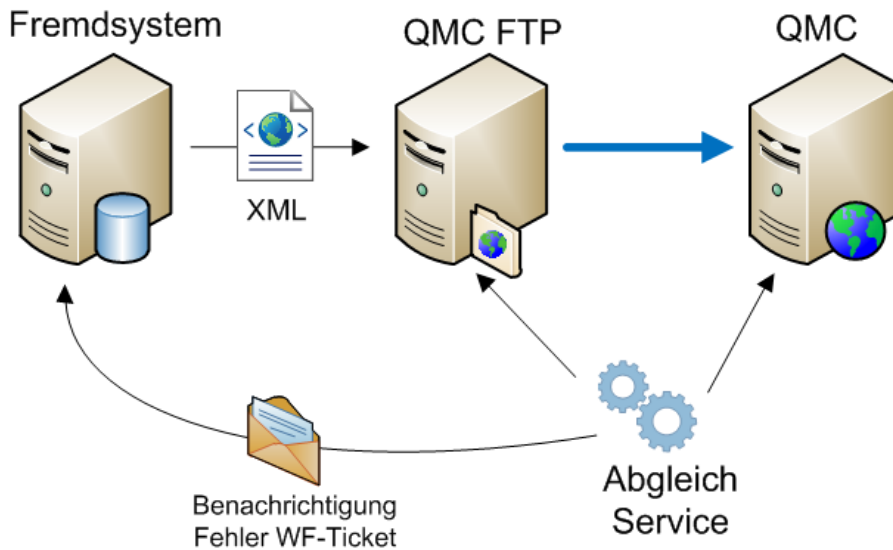 Fremdsystem
QMC FTP
QMC
XML
Abgleich
Service
Benachrichtigung
Fehler WF-Ticket